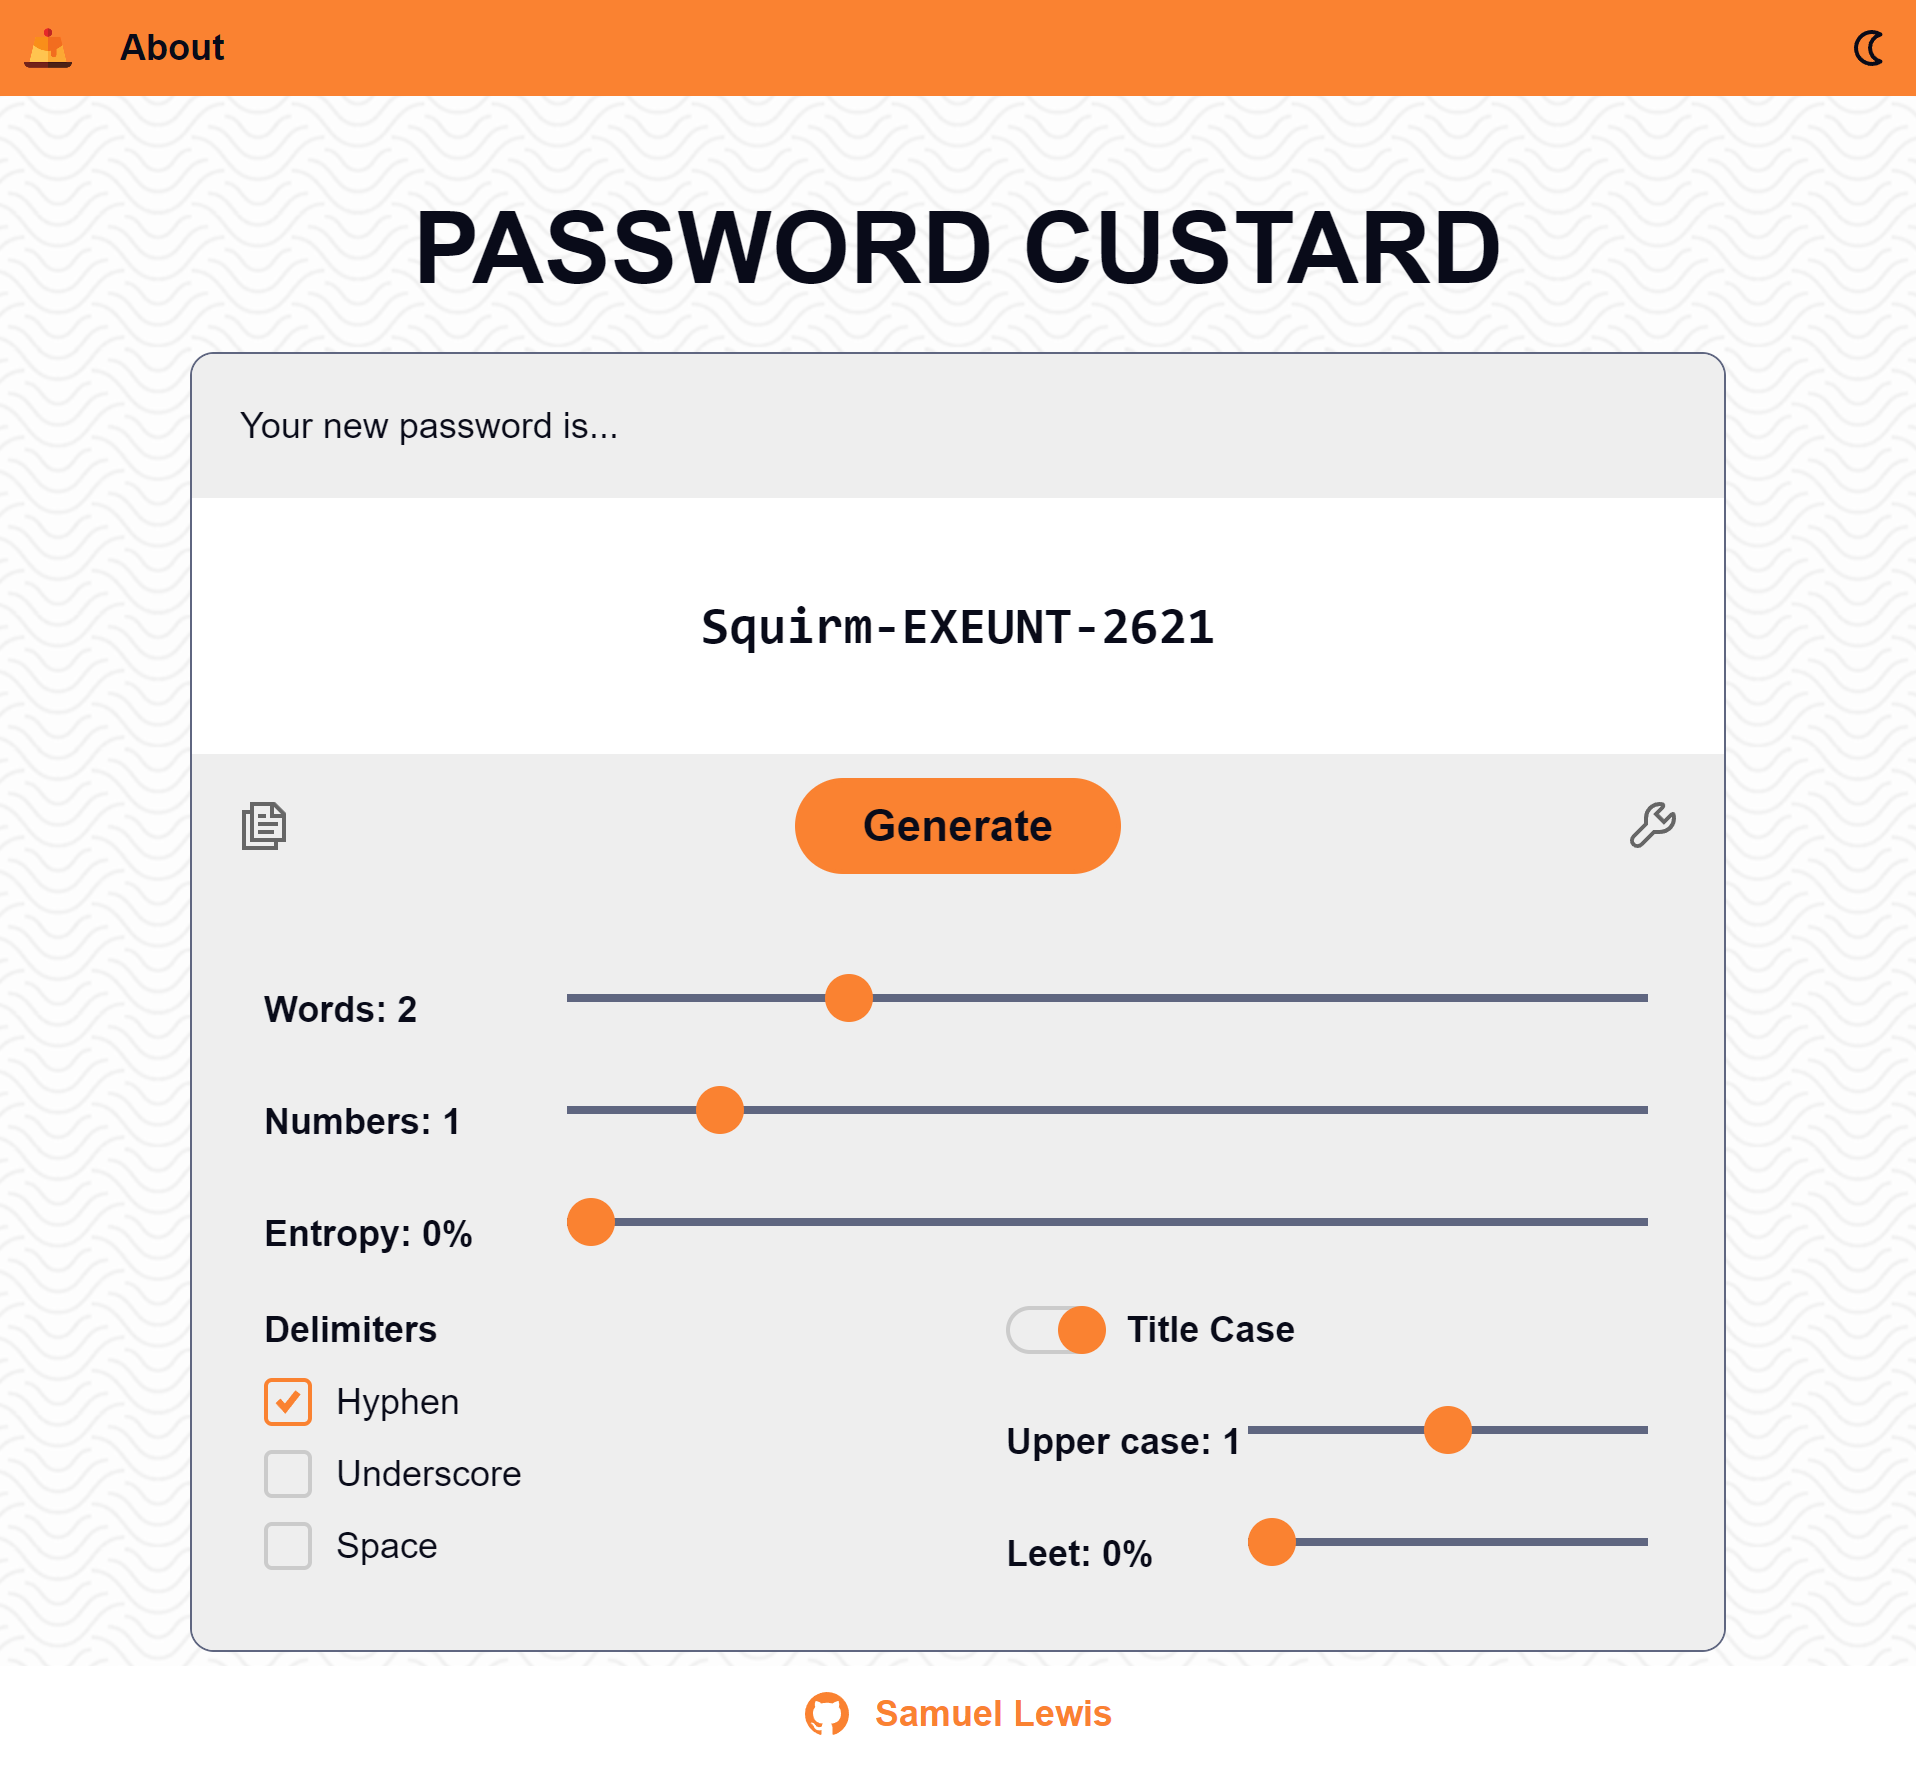 About
PASSWORD CUSTARD
Your new password is...
Squirm-EXEUNT-2621
Generate
Words: 2
Numbers: 1
Entropy: 0%
Delimiters
Hyphen
Underscore
Space
Title Case
Upper case: 1
Leet: 0%
Samuel Lewis